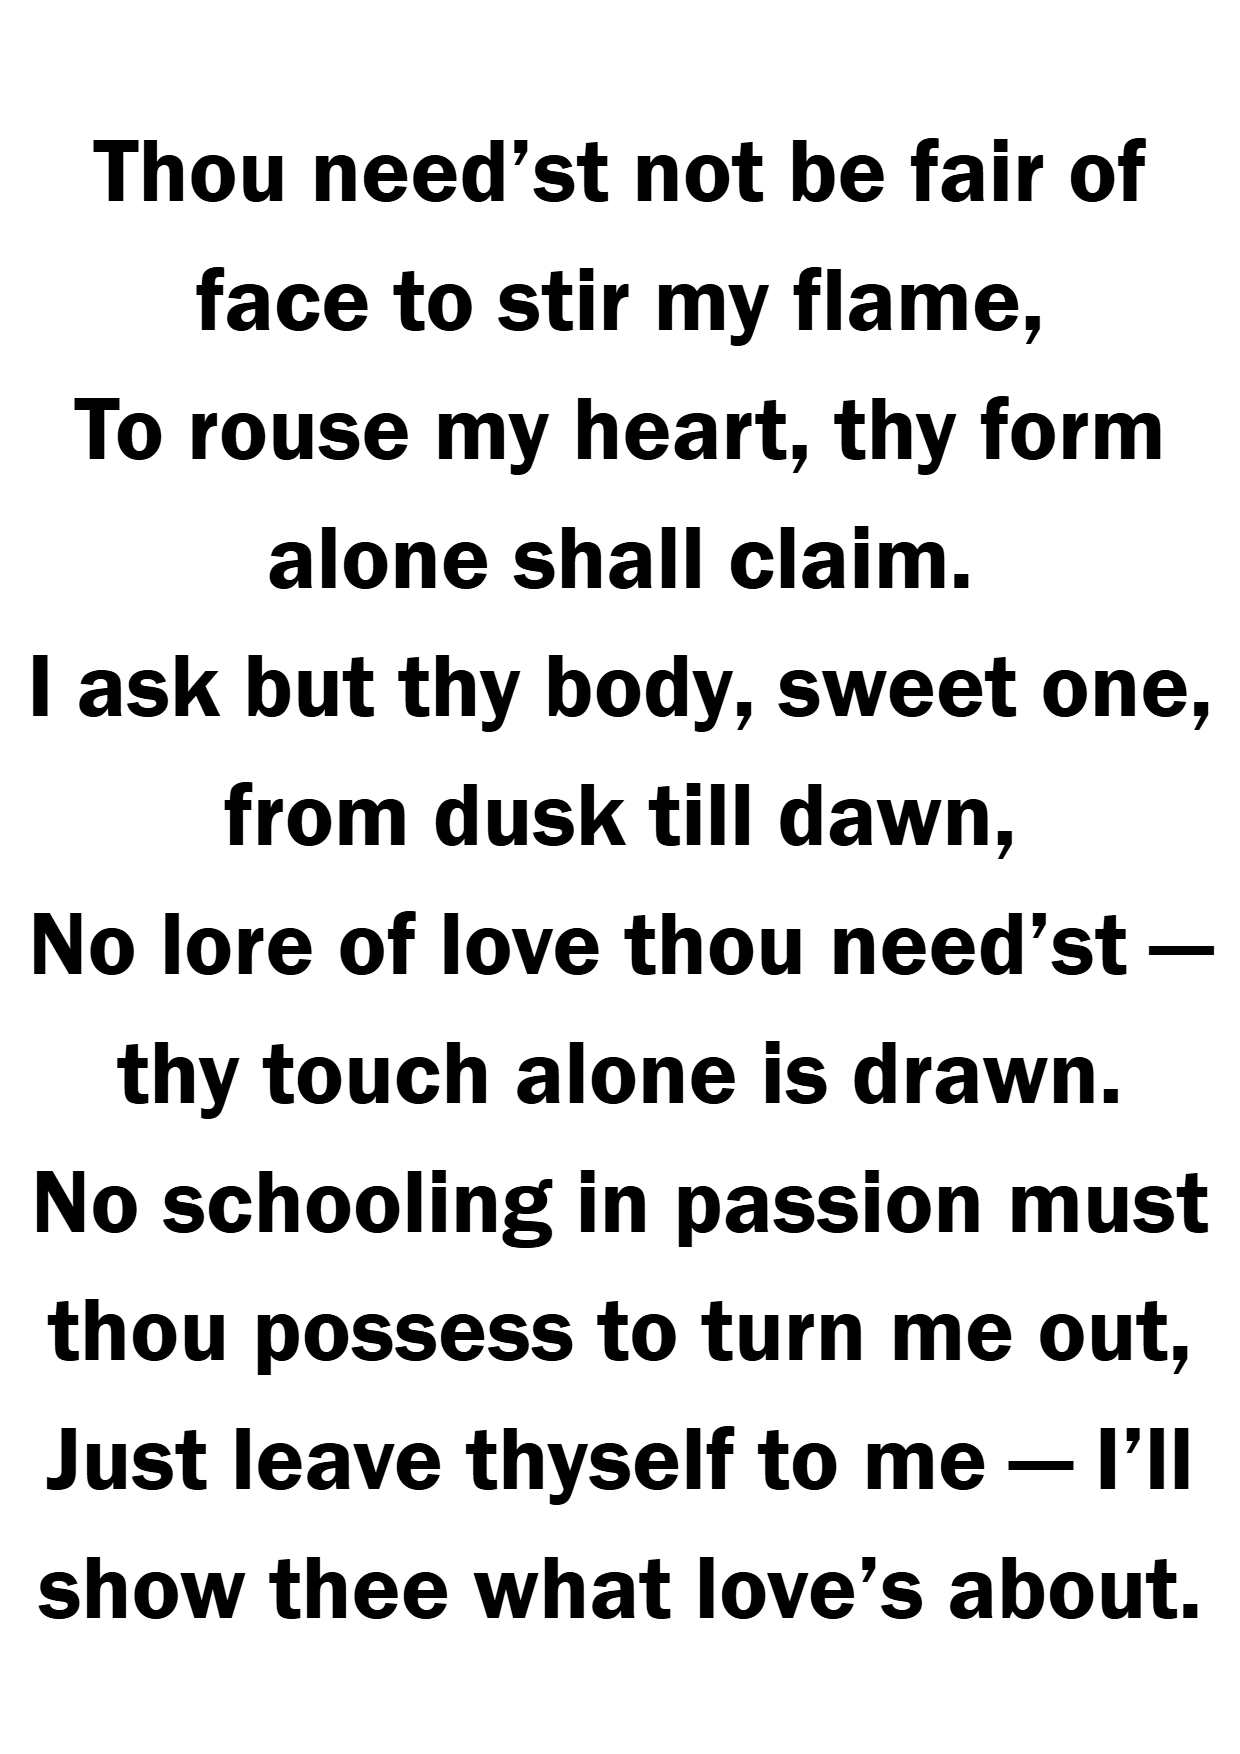 Thou need’st not be fair of
face to stir my flame,
To rouse my heart, thy form
alone shall claim.
I ask but thy body, sweet one,
from dusk till dawn,
No lore of love thou need’st —
thy touch alone is drawn.
No schooling in passion must
thou possess to turn me out,
Just leave thyself to me — I’ll
show thee what love’s about.